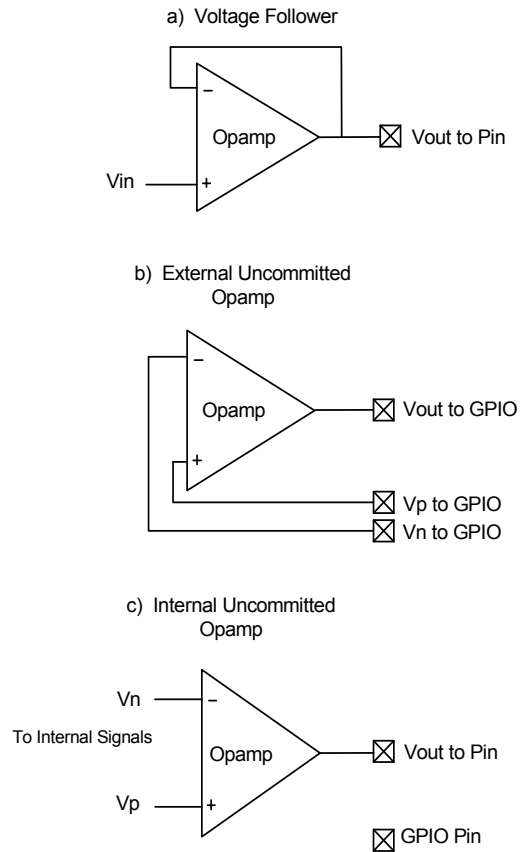 a) Voltage Follower
−
Opamp
Vout to Pin
Vin
+
b) External Uncommitted
Opamp
−
Opamp
Vout to GPIO
+
Vp to GPIO
Vn to GPIO
c) Internal Uncommitted
Opamp
Vn
−
To Internal Signals
Opamp
Vout to Pin
Vp
+
GPIO Pin